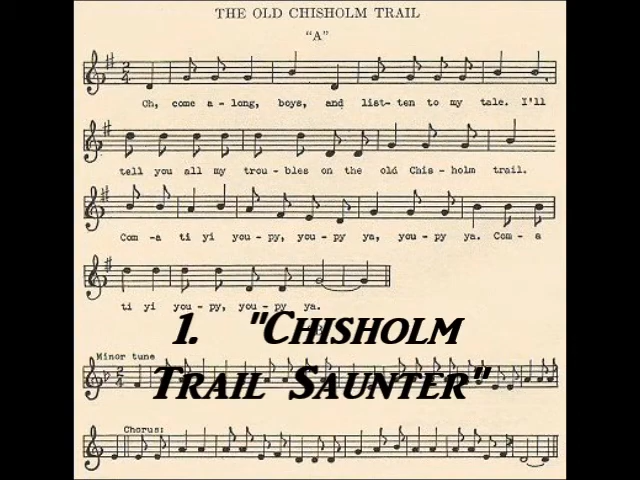 THE OLD CHISHOLM TRAIL
"A"
Oh, come a-long, boys, and list-ten to my tale. I'll
tell you all my trou-bles on the old Chis-holm trail.
Com -a ti yi you-py, you-py ya, you-py ya. Com- a
ti yi you-py, you-py ya.
1. "CHISHOLM
Minor tune
TRAIL SAUNTER"
Chorus: